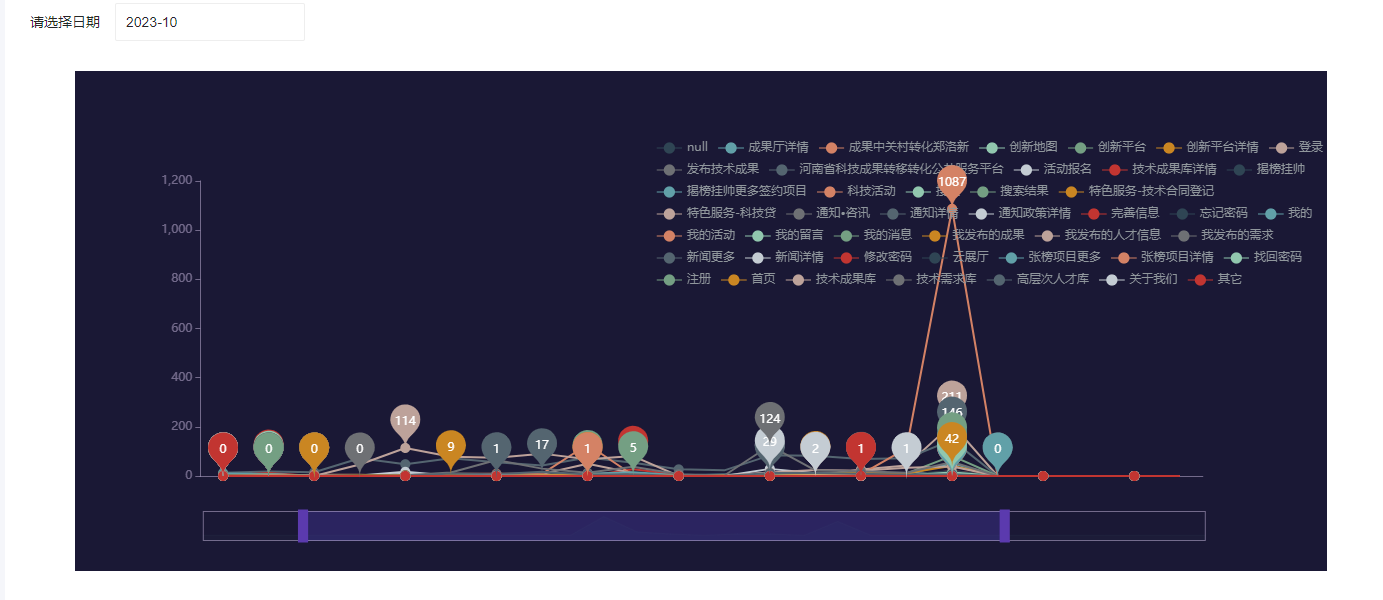 请选择日期 2023-10
null 成果厅详情 成果中关村转化郑洛新 创新地图 创新平台 创新平台详情 登录
发布技术成果 河南省科技成果转移转化公共服务平台 活动报名 技术成果库详情 揭榜挂帅
揭榜挂帅更多签约项目 科技活动 搜索结果 特色服务-技术合同登记
特色服务-科技贷 通知•咨讯 通知详情 通知政策详情 完善信息 忘记密码 我的
我的活动 我的留言 我的消息 我发布的成果 我发布的人才信息 我发布的需求
新闻更多 新闻详情 修改密码 云展厅 张榜项目更多 张榜项目详情 找回密码
注册 首页 技术成果库 技术需求库 高层次人才库 关于我们 其它
1,200
1,000
800
600
400
200
0
1087
211
146
42
124
29
114
0 0 0 0 9 1 17 1 5 2 1 1 0